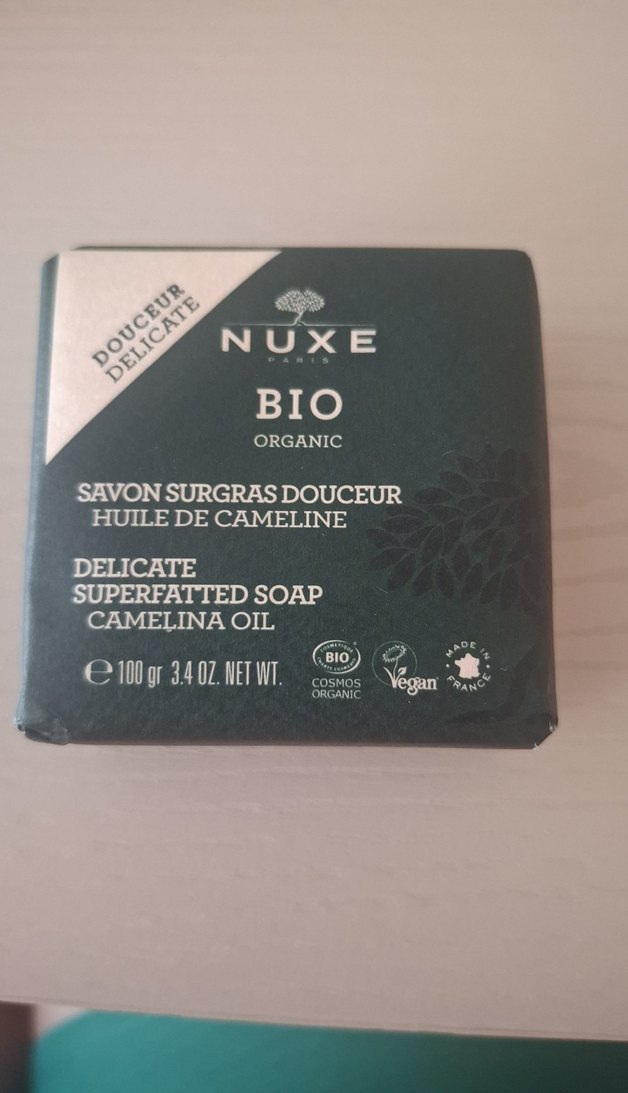 DOUCEUR
DELICATE
NUXE
PARIS
BIO
ORGANIC
SAVON SURGRAS DOUCEUR
HUILE DE CAMELINE
DELICATE
SUPERFATTED SOAP
CAMELINA OIL
℮ 100 gr 3.4 OZ. NET WT.
BIO
COSMOS
ORGANIC
Vegan
MADE IN
FRANCE